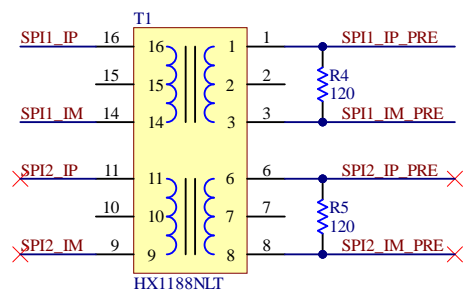 T1
SPI1_IP 16 16 1 1 SPI1_IP_PRE
15 15 2 2
R4
120
SPI1_IM 14 14 3 3 SPI1_IM_PRE
SPI2_IP 11 11 6 6 SPI2_IP_PRE
10 10 7 7
R5
120
SPI2_IM 9 9 8 8 SPI2_IM_PRE
HX1188NLT